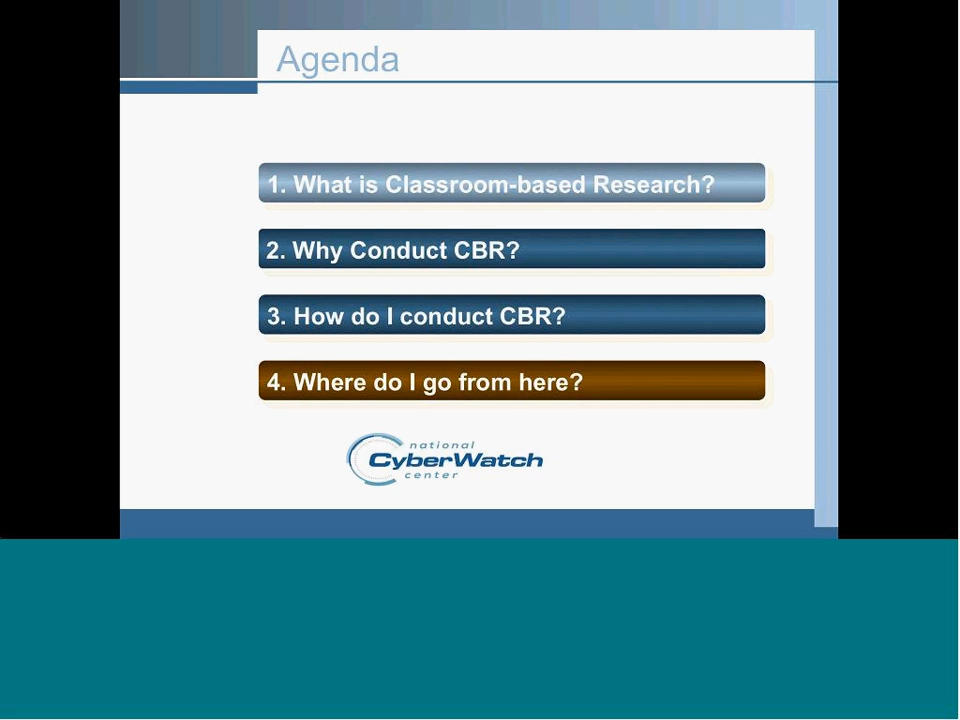 Agenda
1. What is Classroom-based Research?
2. Why Conduct CBR?
3. How do I conduct CBR?
4. Where do I go from here?
national
CyberWatch
center